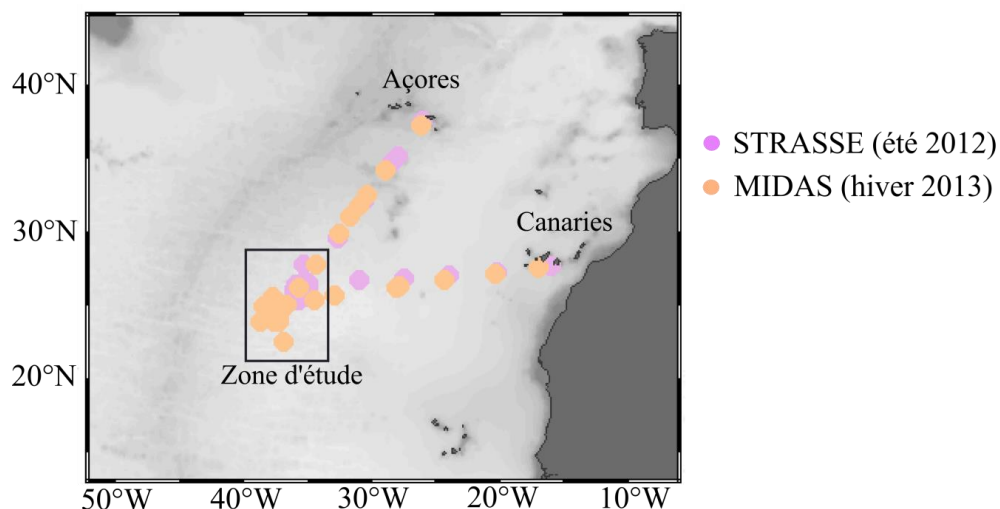 40°N
30°N
20°N
Açores
Canaries
Zone d'étude
50°W 40°W 30°W 20°W 10°W
STRASSE (été 2012)
MIDAS (hiver 2013)